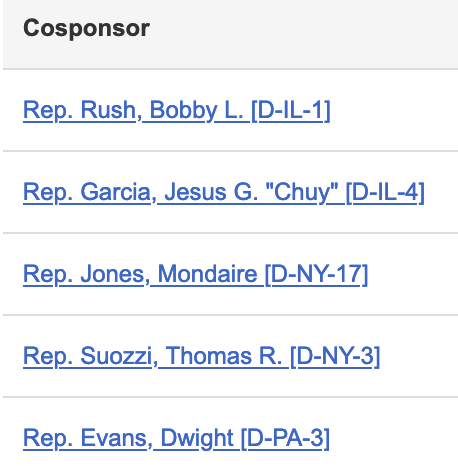 Cosponsor
Rep. Rush, Bobby L. [D-IL-1]
Rep. Garcia, Jesus G. "Chuy" [D-IL-4]
Rep. Jones, Mondaire [D-NY-17]
Rep. Suozzi, Thomas R. [D-NY-3]
Rep. Evans, Dwight [D-PA-3]